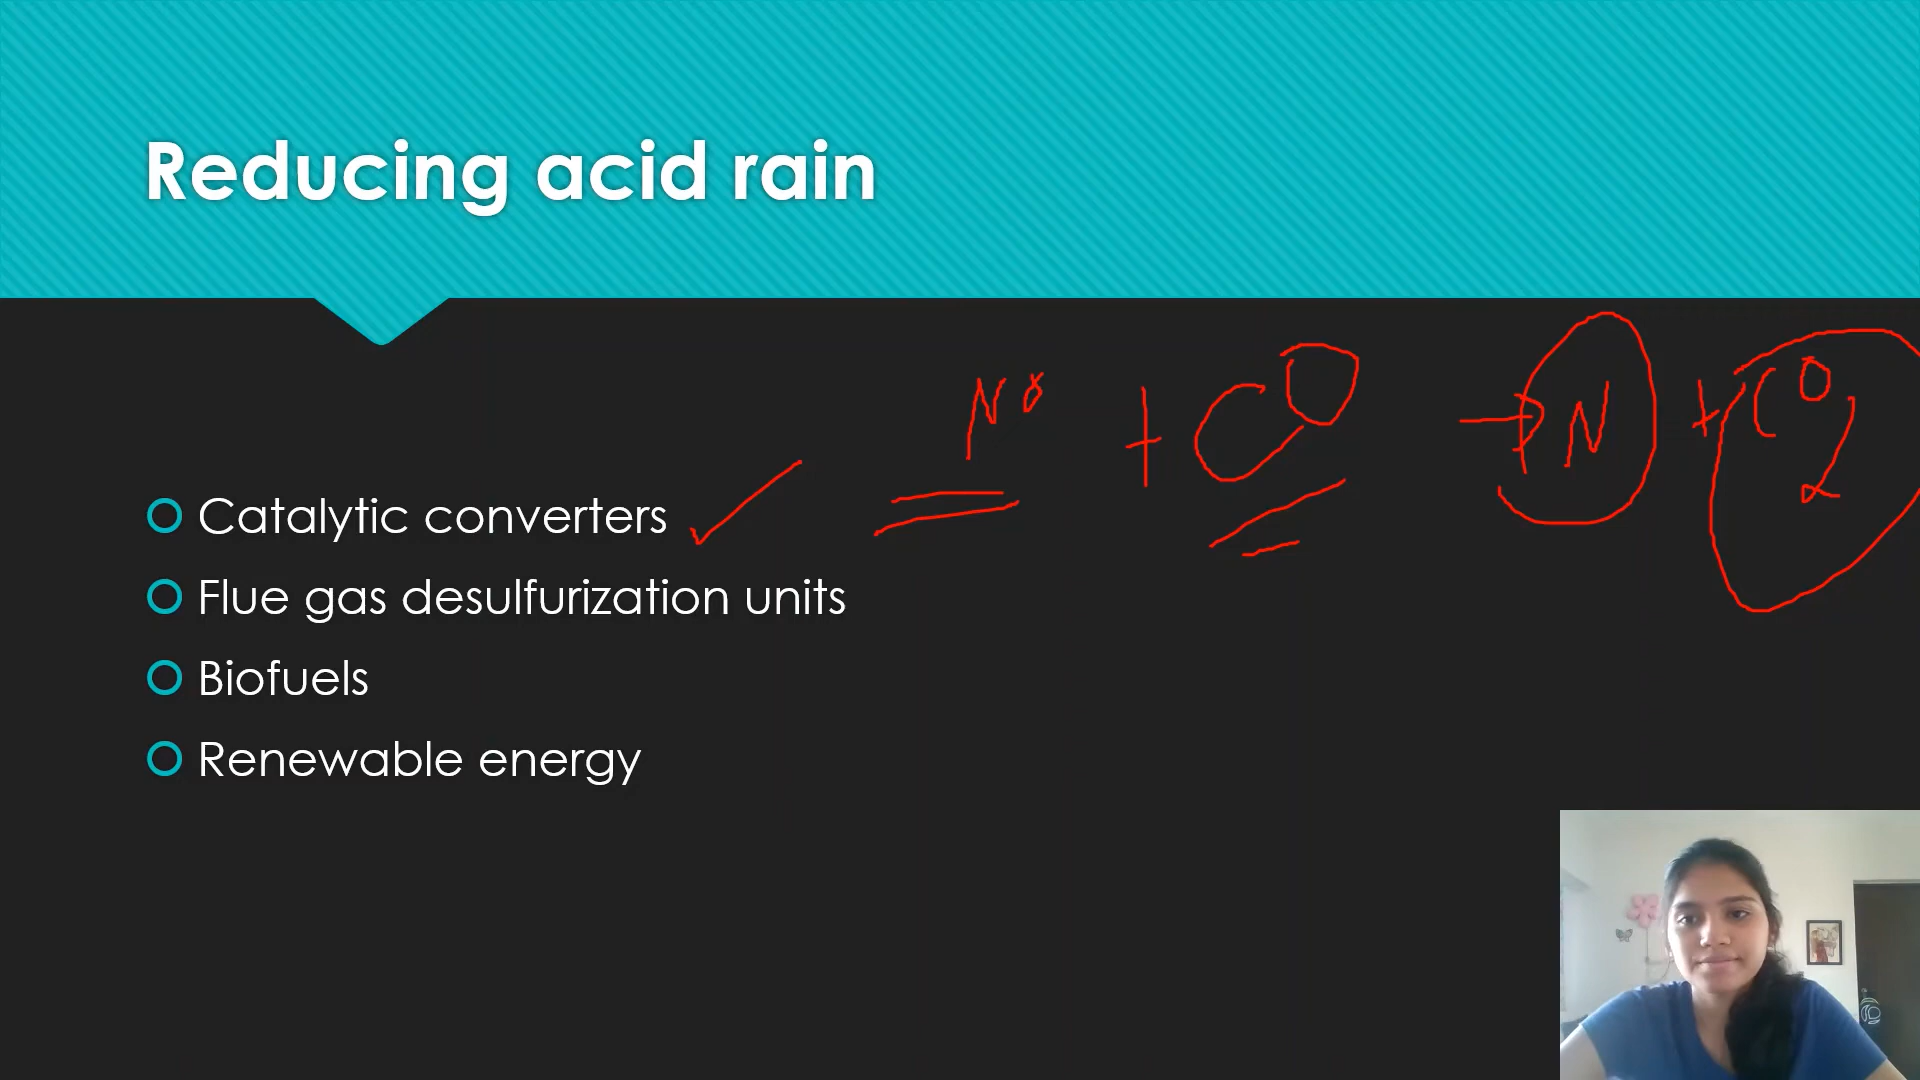 Reducing acid rain
NO + CO → N + CO2
Catalytic converters
Flue gas desulfurization units
Biofuels
Renewable energy